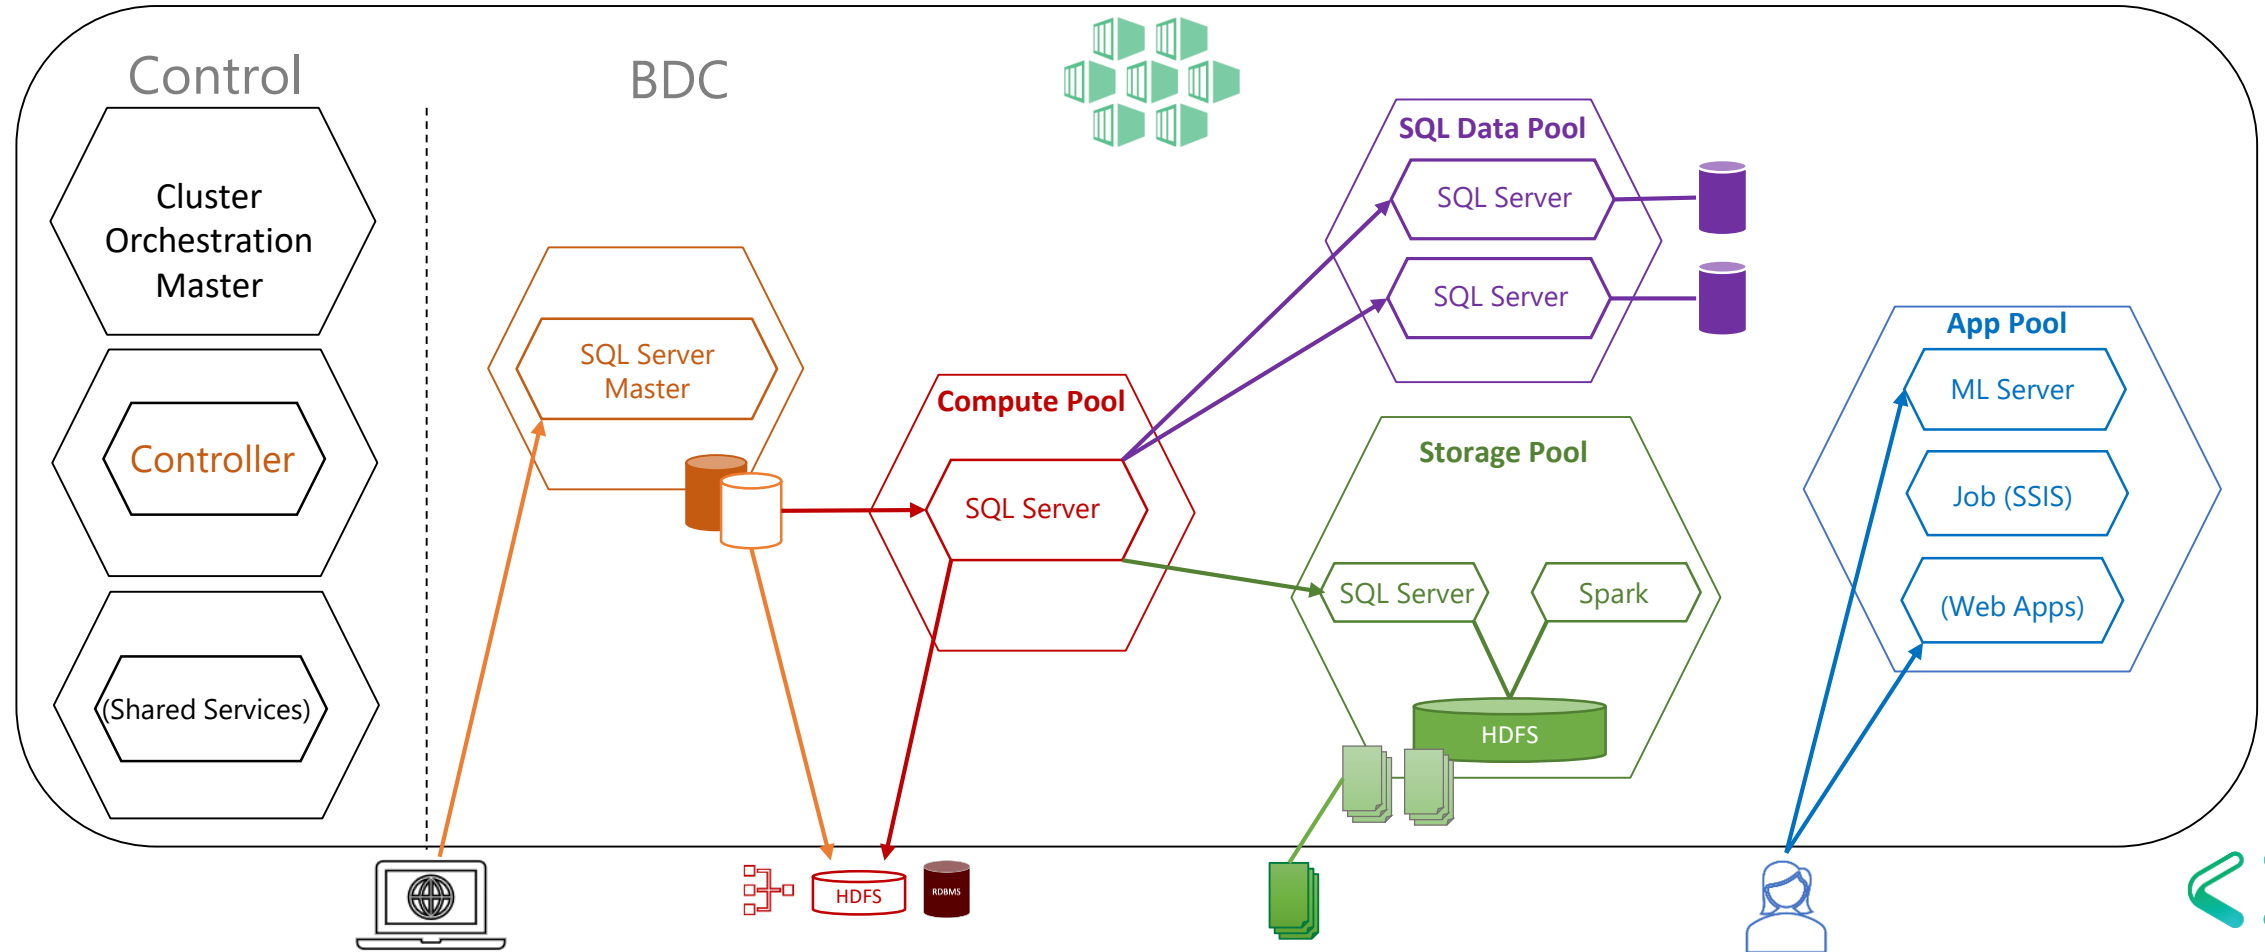 Control
BDC
Cluster
Orchestration
Master
Controller
(Shared Services)
SQL Server
Master
Compute Pool
SQL Server
SQL Data Pool
SQL Server
SQL Server
Storage Pool
SQL Server
Spark
HDFS
App Pool
ML Server
Job (SSIS)
(Web Apps)
HDFS
RDBMS